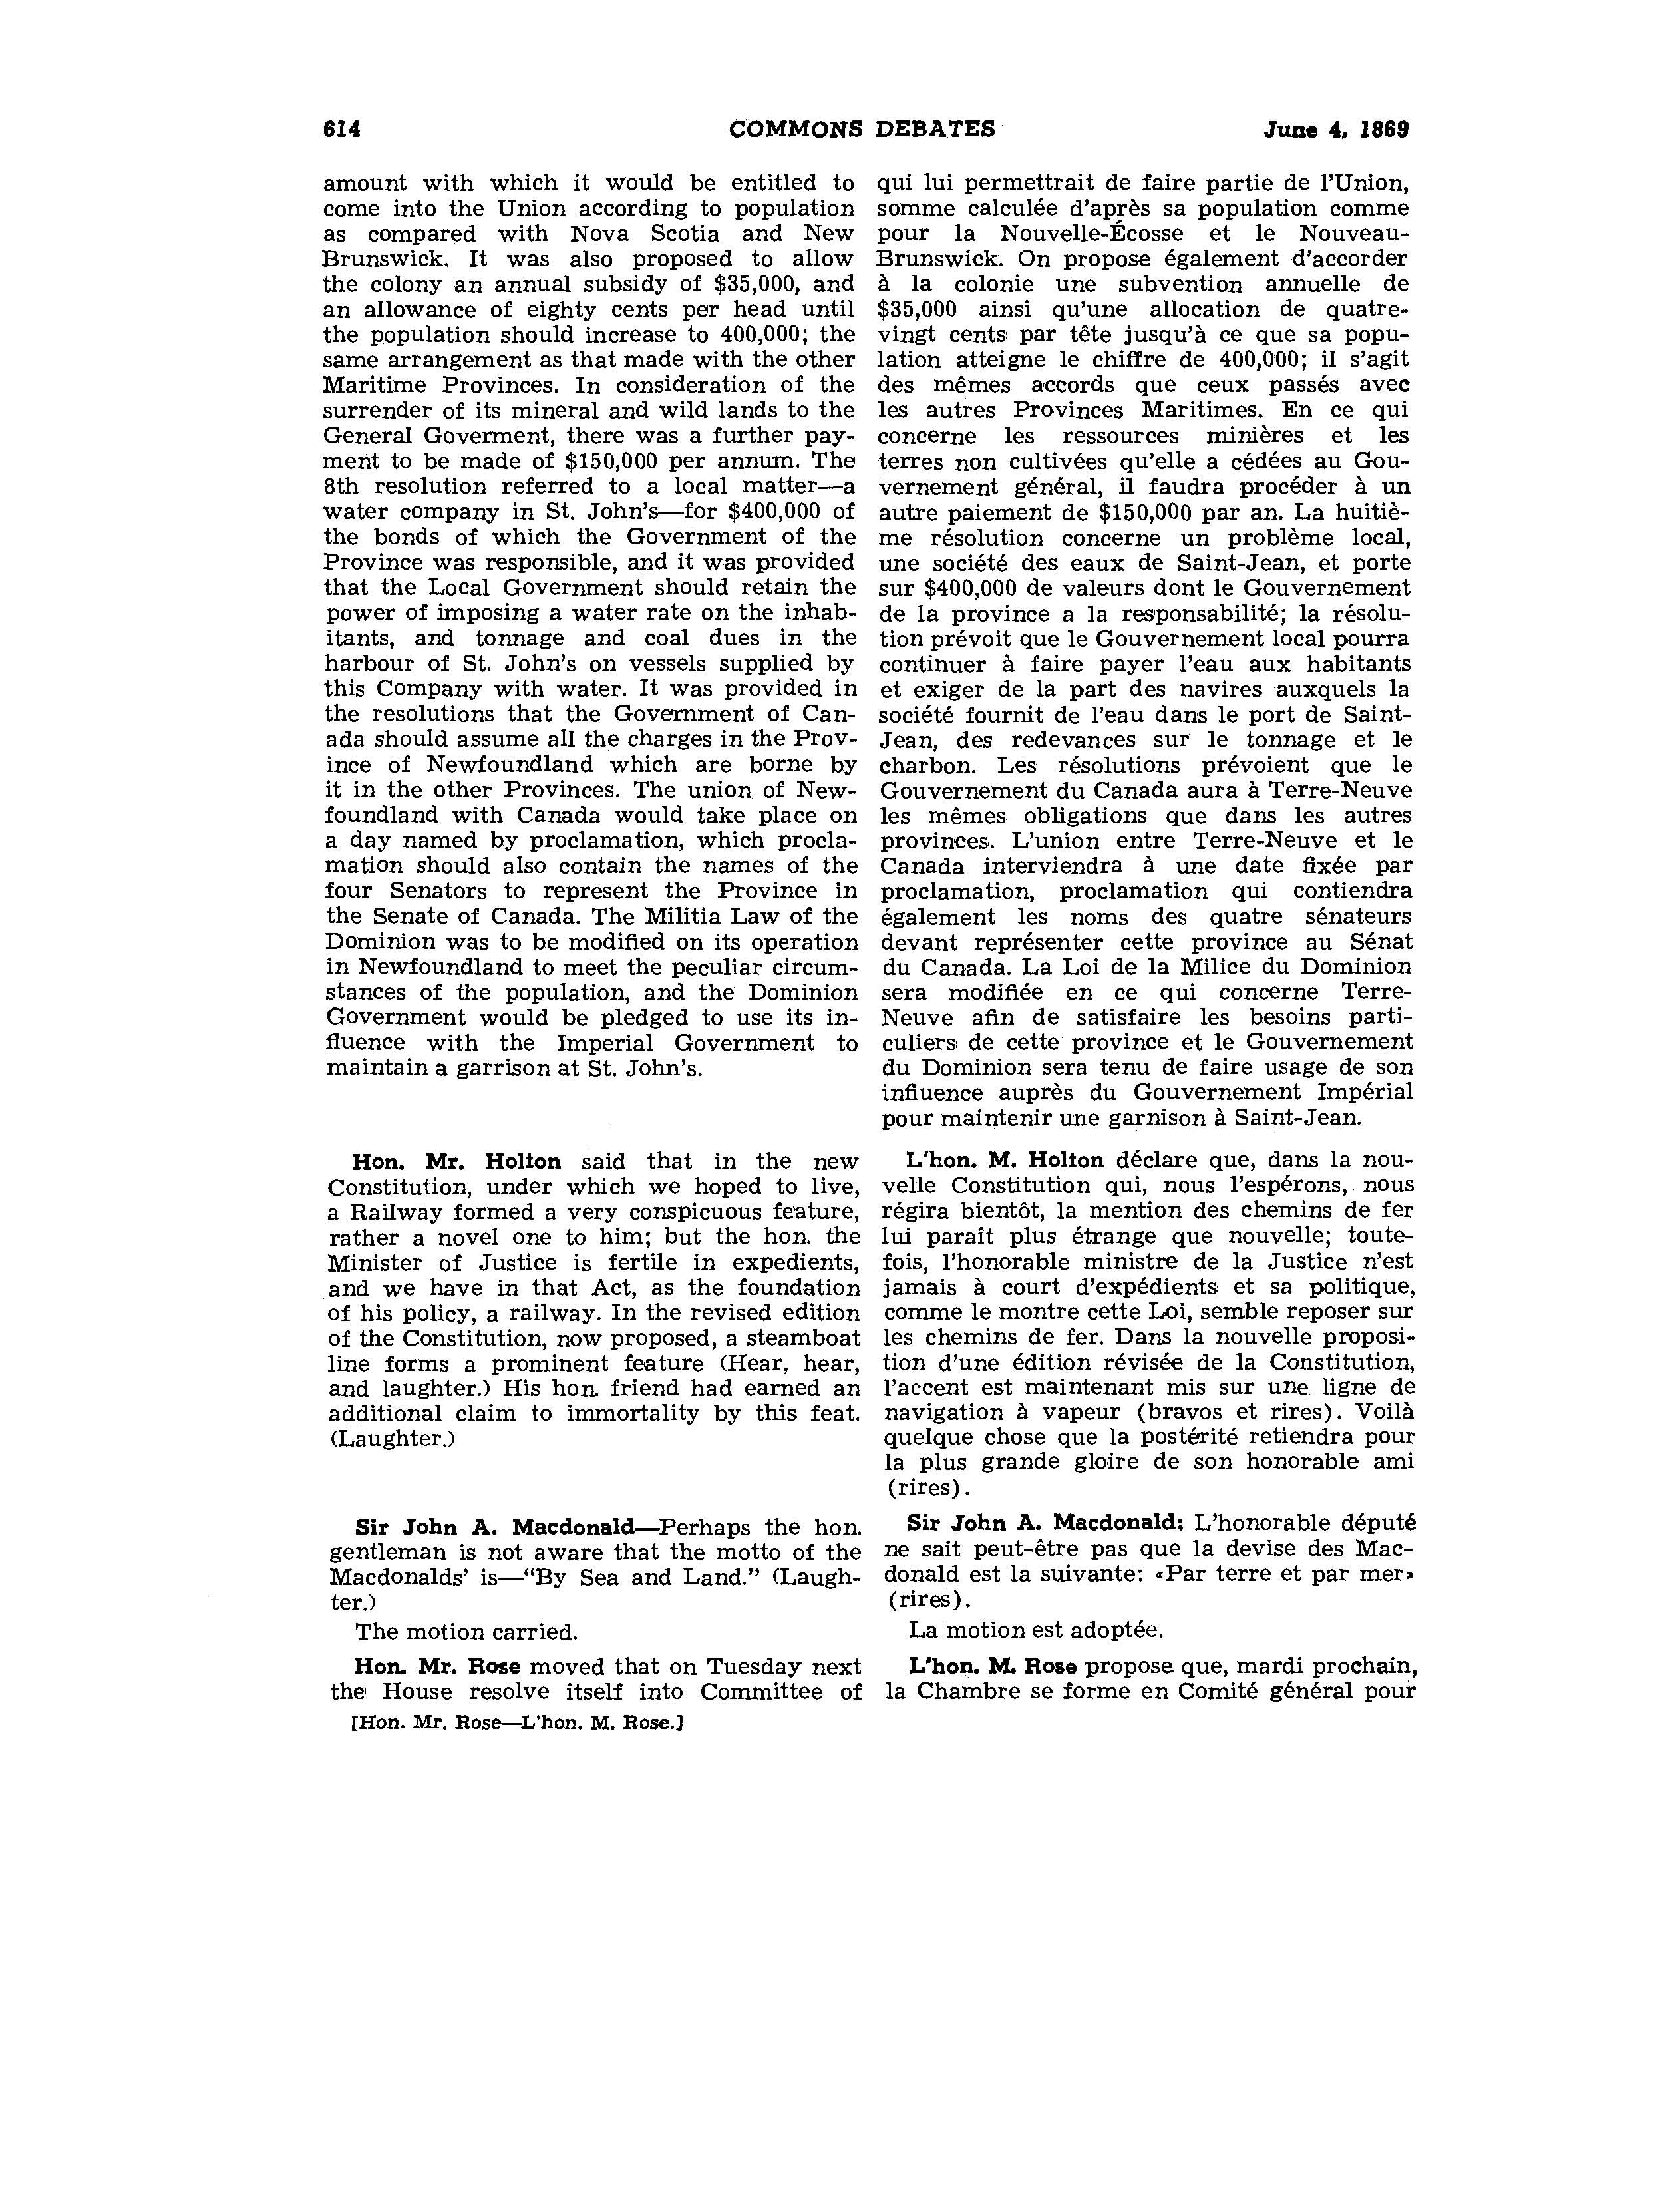 614 COMMONS DEBATES June 4, 1869
amount with which it would be entitled to
come into the Union according to population
as compared with Nova Scotia and New
Brunswick. It was also proposed to allow
the colony an annual subsidy of $35,000, and
an allowance of eighty cents per head until
the population should increase to 400,000; the
same arrangement as that made with the other
Maritime Provinces. In consideration of the
surrender of its mineral and wild lands to the
General Goverment, there was a further pay-
ment to be made of $150,000 per annum. The
8th resolution referred to a local matter—a
water company in St. John's—for $400,000 of
the bonds of which the Government of the
Province was responsible, and it was provided
that the Local Government should retain the
power of imposing a water rate on the inhab-
itants, and tonnage and coal dues in the
harbour of St. John's on vessels supplied by
this Company with water. It was provided in
the resolutions that the Government of Can-
ada should assume all the charges in the Prov-
ince of Newfoundland which are borne by
it in the other Provinces. The union of New-
foundland with Canada would take place on
a day named by proclamation, which procla-
mation should also contain the names of the
four Senators to represent the Province in
the Senate of Canada. The Militia Law of the
Dominion was to be modified on its operation
in Newfoundland to meet the peculiar circum-
stances of the population, and the Dominion
Government would be pledged to use its in-
fluence with the Imperial Government to
maintain a garrison at St. John's.
Hon. Mr. Holton said that in the new
Constitution, under which we hoped to live,
a Railway formed a very conspicuous feature,
rather a novel one to him; but the hon. the
Minister of Justice is fertile in expedients,
and we have in that Act, as the foundation
of his policy, a railway. In the revised edition
of the Constitution, now proposed, a steamboat
line forms a prominent feature (Hear, hear,
and laughter.) His hon. friend had earned an
additional claim to immortality by this feat.
(Laughter.)
Sir John A. Macdonald—Perhaps the hon.
gentleman is not aware that the motto of the
Macdonalds' is—“By Sea and Land.” (Laugh-
ter.)
The motion carried.
Hon. Mr. Rose moved that on Tuesday next
the House resolve itself into Committee of
[Hon. Mr. Rose—L'hon. M. Rose.]
qui lui permettrait de faire partie de l'Union,
somme calculée d'après sa population comme
pour la Nouvelle-Écosse et le Nouveau-
Brunswick. On propose également d'accorder
à la colonie une subvention annuelle de
$35,000 ainsi qu'une allocation de quatre-
vingt cents par tête jusqu'à ce que sa popu-
lation atteigne le chiffre de 400,000; il s'agit
des mêmes accords que ceux passés avec
les autres Provinces Maritimes. En ce qui
concerne les ressources minières et les
terres non cultivées qu'elle a cédées au Gou-
vernement général, il faudra procéder à un
autre paiement de $150,000 par an. La huitiè-
me résolution concerne un problème local,
une société des eaux de Saint-Jean, et porte
sur $400,000 de valeurs dont le Gouvernement
de la province a la responsabilité; la résolu-
tion prévoit que le Gouvernement local pourra
continuer à faire payer l'eau aux habitants
et exiger de la part des navires auxquels la
société fournit de l'eau dans le port de Saint-
Jean, des redevances sur le tonnage et le
charbon. Les résolutions prévoient que le
Gouvernement du Canada aura à Terre-Neuve
les mêmes obligations que dans les autres
provinces. L'union entre Terre-Neuve et le
Canada interviendra à une date fixée par
proclamation, proclamation qui contiendra
également les noms des quatre sénateurs
devant représenter cette province au Sénat
du Canada. La Loi de la Milice du Dominion
sera modifiée en ce qui concerne Terre-
Neuve afin de satisfaire les besoins parti-
culiers de cette province et le Gouvernement
du Dominion sera tenu de faire usage de son
influence auprès du Gouvernement Impérial
pour maintenir une garnison à Saint-Jean.
L'hon. M. Holton déclare que, dans la nou-
velle Constitution qui, nous l'espérons, nous
régira bientôt, la mention des chemins de fer
lui paraît plus étrange que nouvelle; toute-
fois, l'honorable ministre de la Justice n'est
jamais à court d'expédients et sa politique,
comme le montre cette Loi, semble reposer sur
les chemins de fer. Dans la nouvelle proposi-
tion d'une édition révisée de la Constitution,
l'accent est maintenant mis sur une ligne de
navigation à vapeur (bravos et rires). Voilà
quelque chose que la postérité retiendra pour
la plus grande gloire de son honorable ami
(rires).
Sir John A. Macdonald: L'honorable député
ne sait peut-être pas que la devise des Mac-
donald est la suivante: «Par terre et par mer»
(rires).
La motion est adoptée.
L'hon. M. Rose propose que, mardi prochain,
la Chambre se forme en Comité général pour